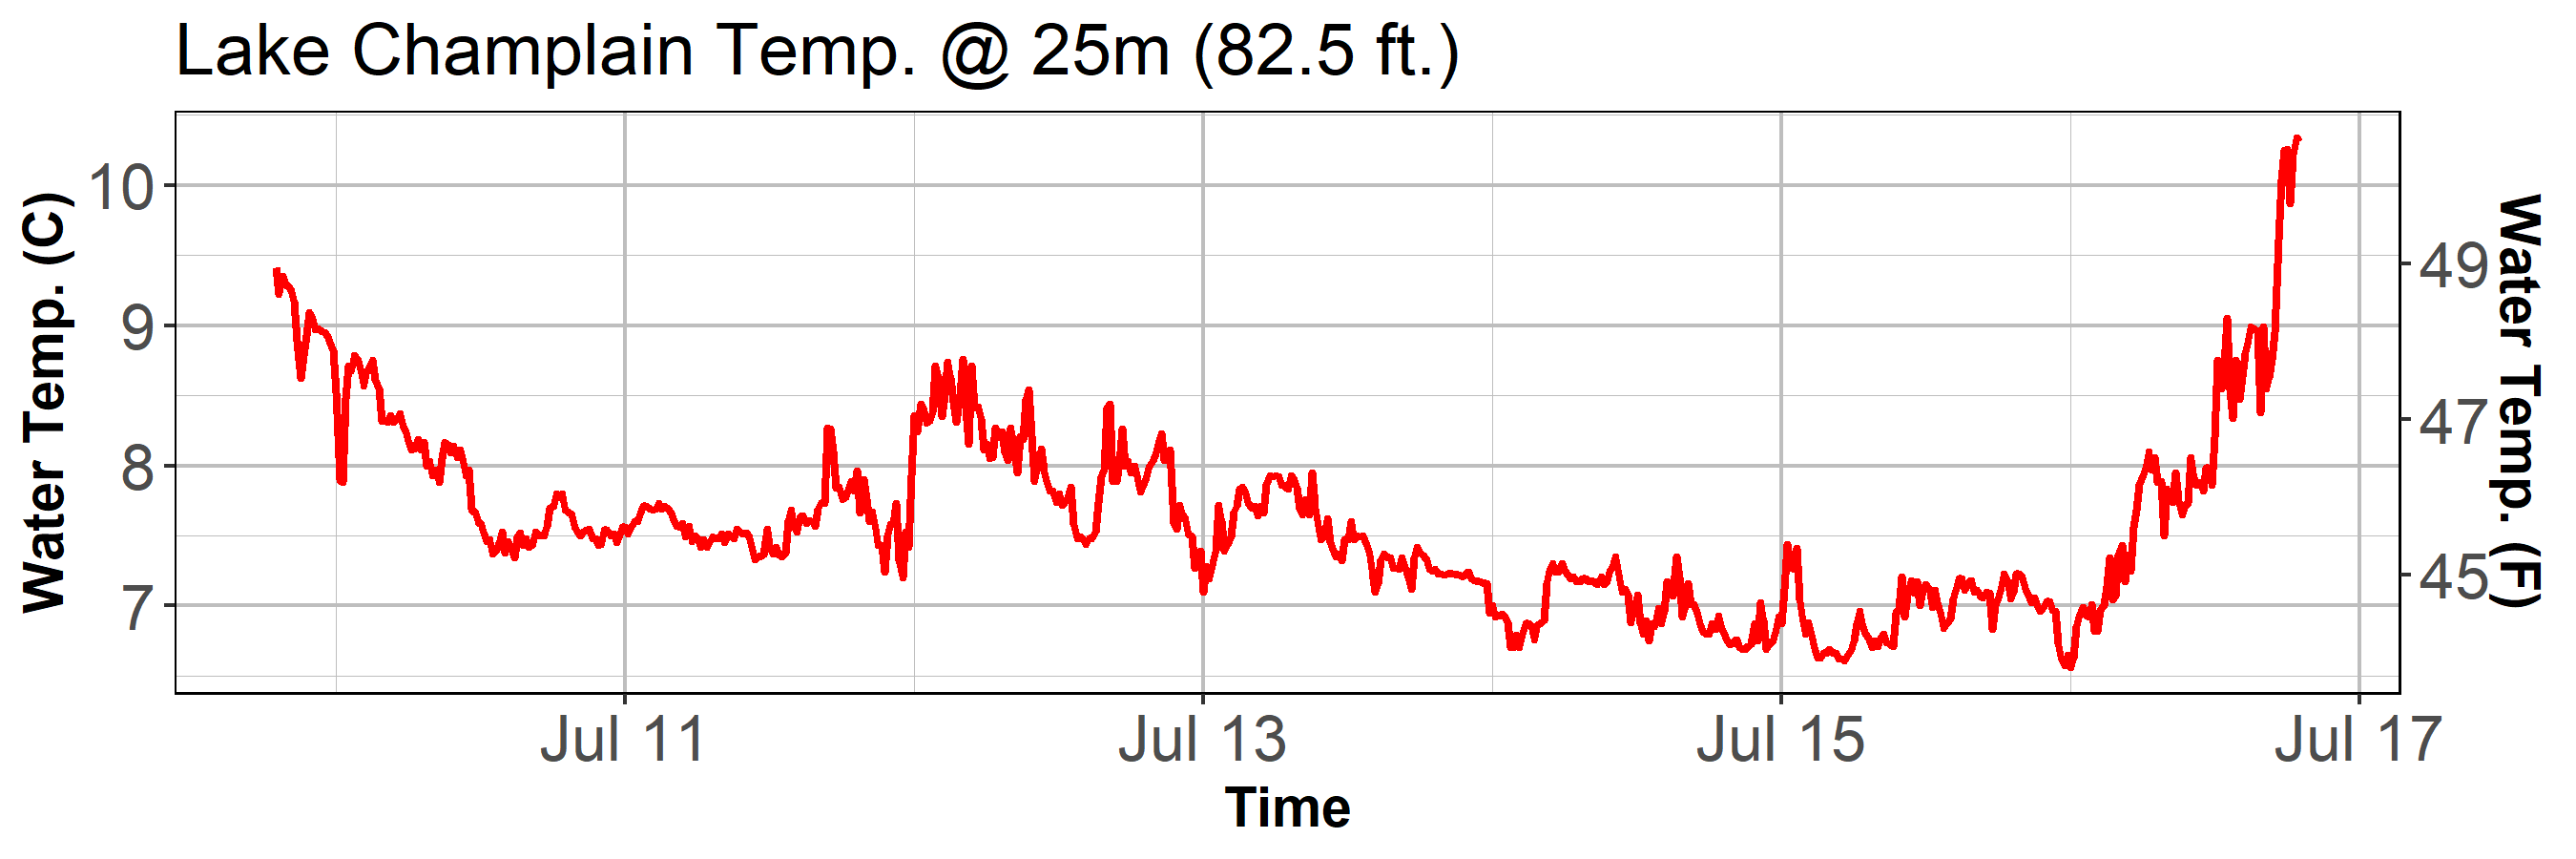 Lake Champlain Temp. @ 25m (82.5 ft.)
Water Temp. (C)
10
9
8
7
49
47
45
Water Temp. (F)
Jul 11
Jul 13
Jul 15
Jul 17
Time